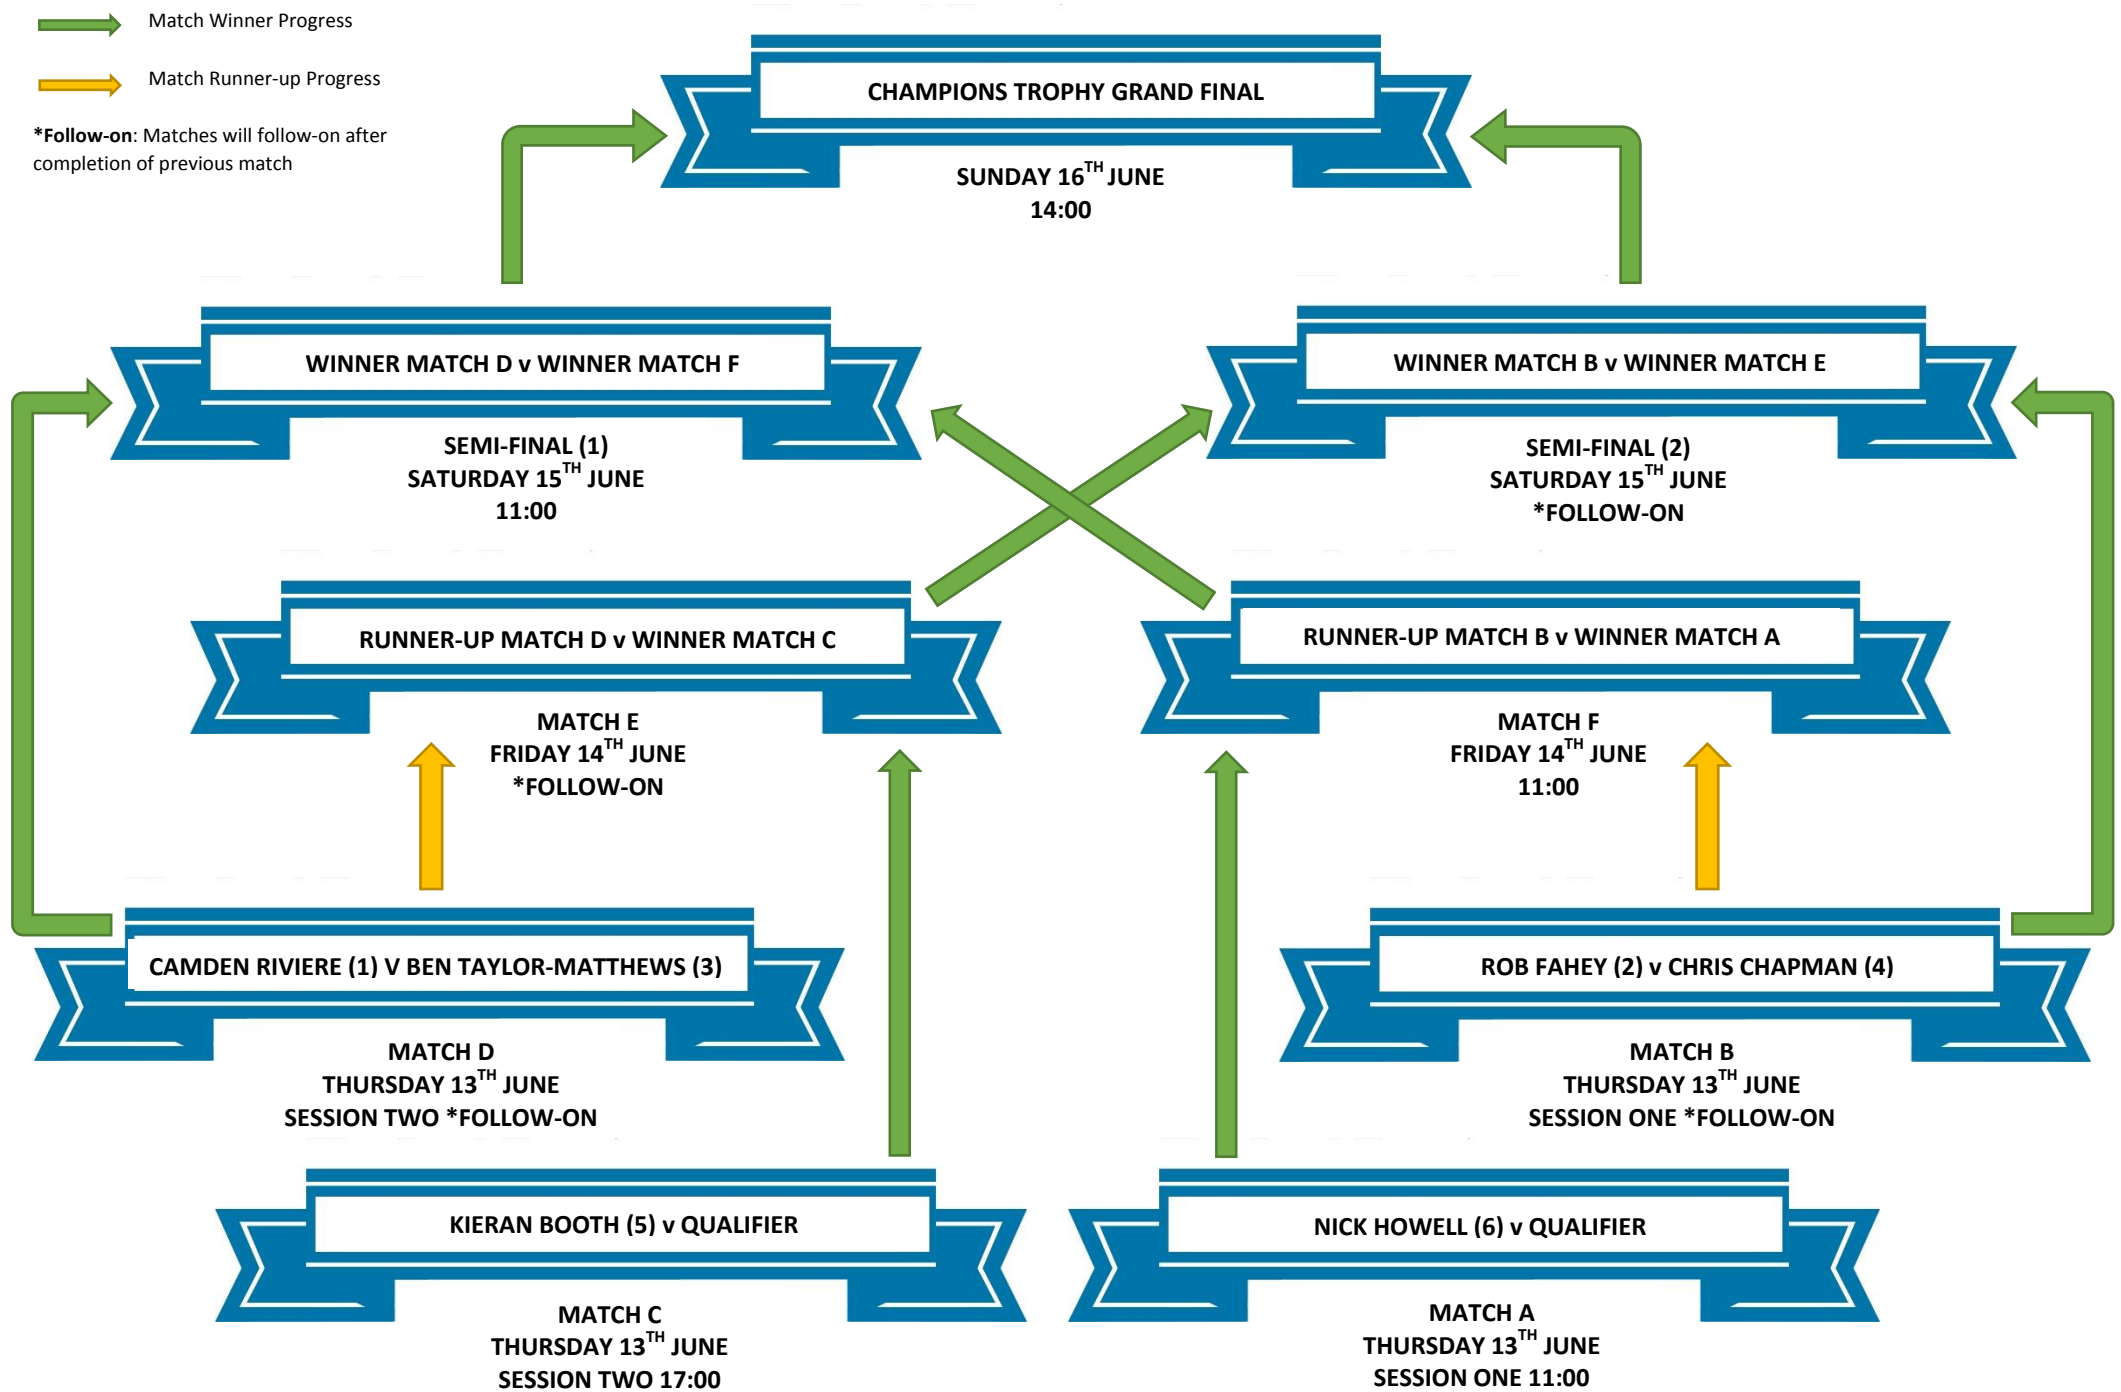 Match Winner Progress
Match Runner-up Progress
*Follow-on: Matches will follow-on after
completion of previous match
CHAMPIONS TROPHY GRAND FINAL
SUNDAY 16TH JUNE
14:00
WINNER MATCH D v WINNER MATCH F
SEMI-FINAL (1)
SATURDAY 15TH JUNE
11:00
WINNER MATCH B v WINNER MATCH E
SEMI-FINAL (2)
SATURDAY 15TH JUNE
*FOLLOW-ON
RUNNER-UP MATCH D v WINNER MATCH C
MATCH E
FRIDAY 14TH JUNE
*FOLLOW-ON
RUNNER-UP MATCH B v WINNER MATCH A
MATCH F
FRIDAY 14TH JUNE
11:00
CAMDEN RIVIERE (1) V BEN TAYLOR-MATTHEWS (3)
MATCH D
THURSDAY 13TH JUNE
SESSION TWO *FOLLOW-ON
ROB FAHEY (2) v CHRIS CHAPMAN (4)
MATCH B
THURSDAY 13TH JUNE
SESSION ONE *FOLLOW-ON
KIERAN BOOTH (5) v QUALIFIER
MATCH C
THURSDAY 13TH JUNE
SESSION TWO 17:00
NICK HOWELL (6) v QUALIFIER
MATCH A
THURSDAY 13TH JUNE
SESSION ONE 11:00